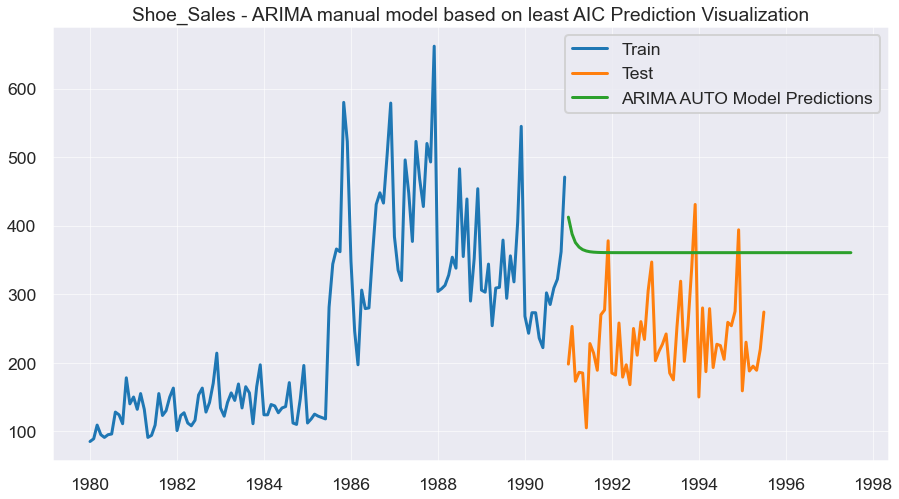 Shoe_Sales - ARIMA manual model based on least AIC Prediction Visualization
Train
Test
ARIMA AUTO Model Predictions
600
500
400
300
200
100
1980 1982 1984 1986 1988 1990 1992 1994 1996 1998